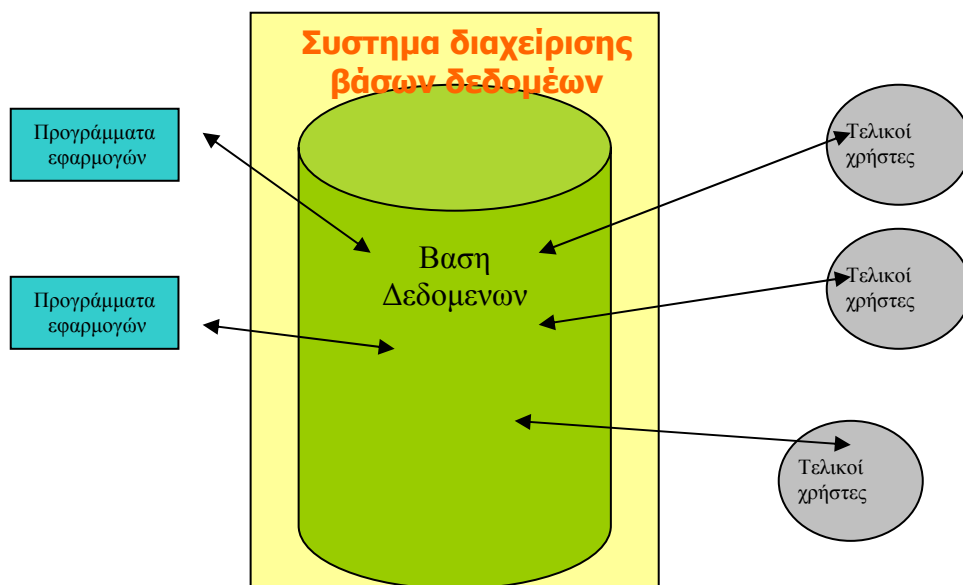 Συστημα διαχείρισης
βάσων δεδομέων
Προγράμματα
εφαρμογών
Τελικοί
χρήστες
Βαση
Δεδομενων
Προγράμματα
εφαρμογών
Τελικοί
χρήστες
Τελικοί
χρήστες